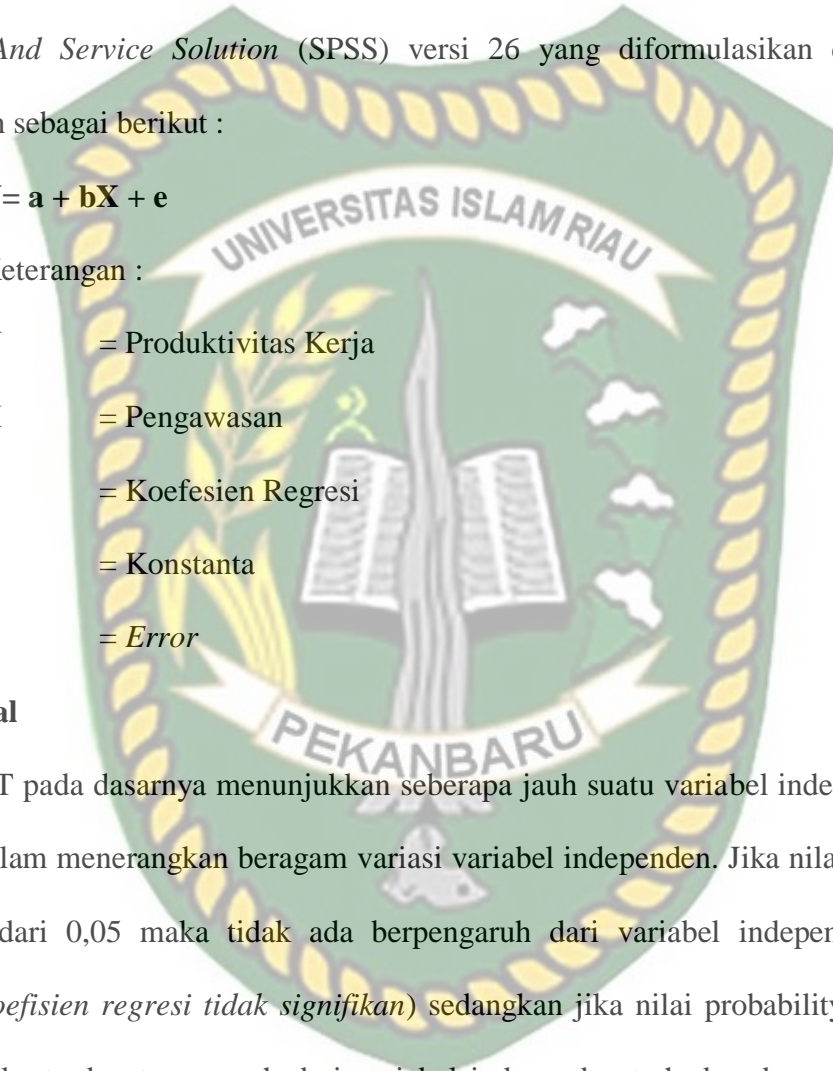 And Service Solution (SPSS) versi 26 yang diformulasikan
sebagai berikut :
= a + bX + e
UNIVERSITAS ISLAM RIAU
eterangan :
= Produktivitas Kerja
= Pengawasan
= Koefesien Regresi
= Konstanta
= Error
al
PEKANBARU
T pada dasarnya menunjukkan seberapa jauh suatu variabel inde
lam menerangkan beragam variasi variabel independen. Jika nila
dari 0,05 maka tidak ada berpengaruh dari variabel indepen
oefisien regresi tidak signifikan) sedangkan jika nilai probability